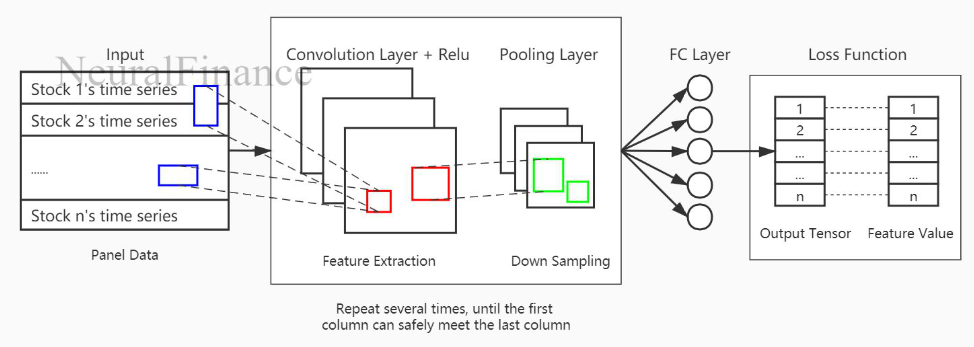 NeuralFinance
Input
Stock 1's time series
Stock 2's time series
......
Stock n's time series
Panel Data
Convolution Layer + Relu
Pooling Layer
Feature Extraction
Down Sampling
Repeat several times, until the first
column can safely meet the last column
FC Layer
Loss Function
1
2
...
...
n
1
2
...
...
n
Output Tensor
Feature Value